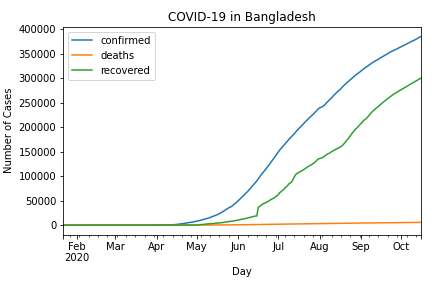 COVID-19 in Bangladesh
confirmed
deaths
recovered
Number of Cases
400000
350000
300000
250000
200000
150000
100000
50000
0
Feb Mar Apr May Jun Jul Aug Sep Oct
2020
Day